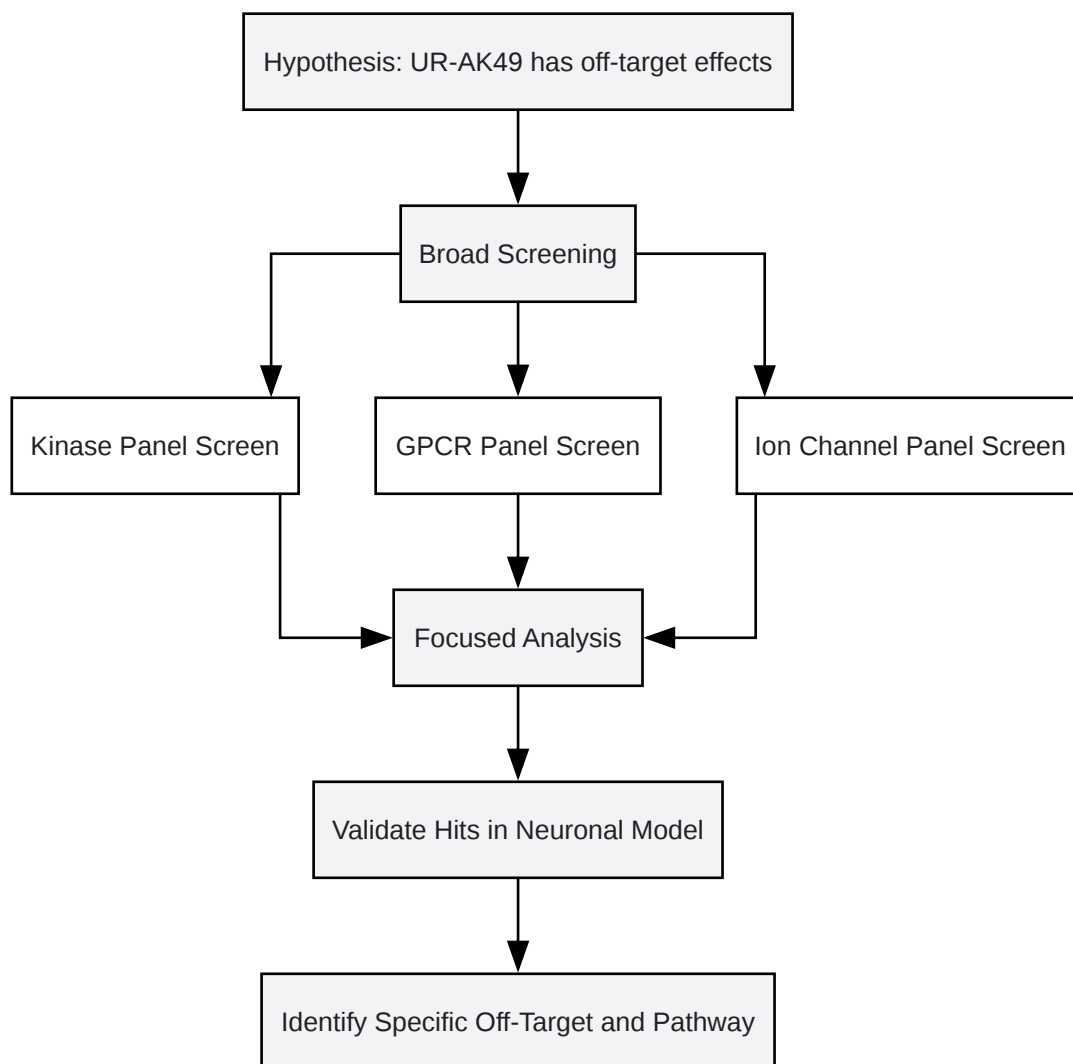 Hypothesis: UR-AK49 has off-target effects
Broad Screening
Kinase Panel Screen
GPCR Panel Screen
Ion Channel Panel Screen
Focused Analysis
Validate Hits in Neuronal Model
Identify Specific Off-Target and Pathway